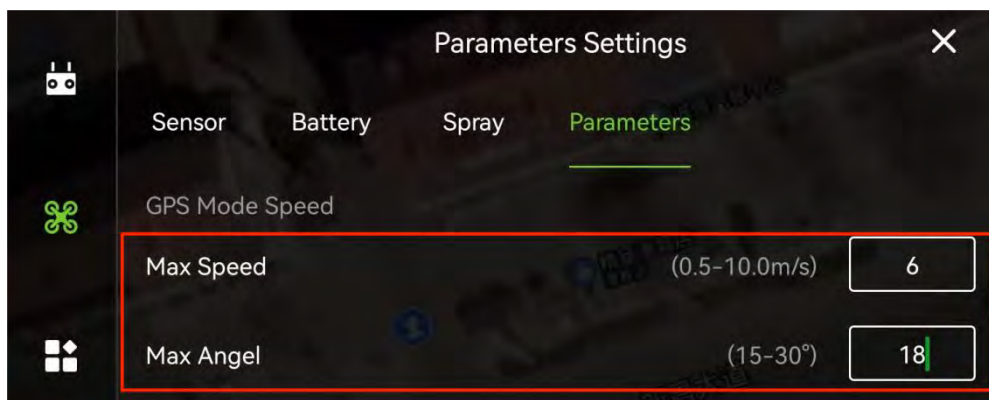 Parameters Settings
Sensor Battery Spray Parameters
GPS Mode Speed
Max Speed (0.5-10.0m/s) 6
Max Angel (15-30°) 18